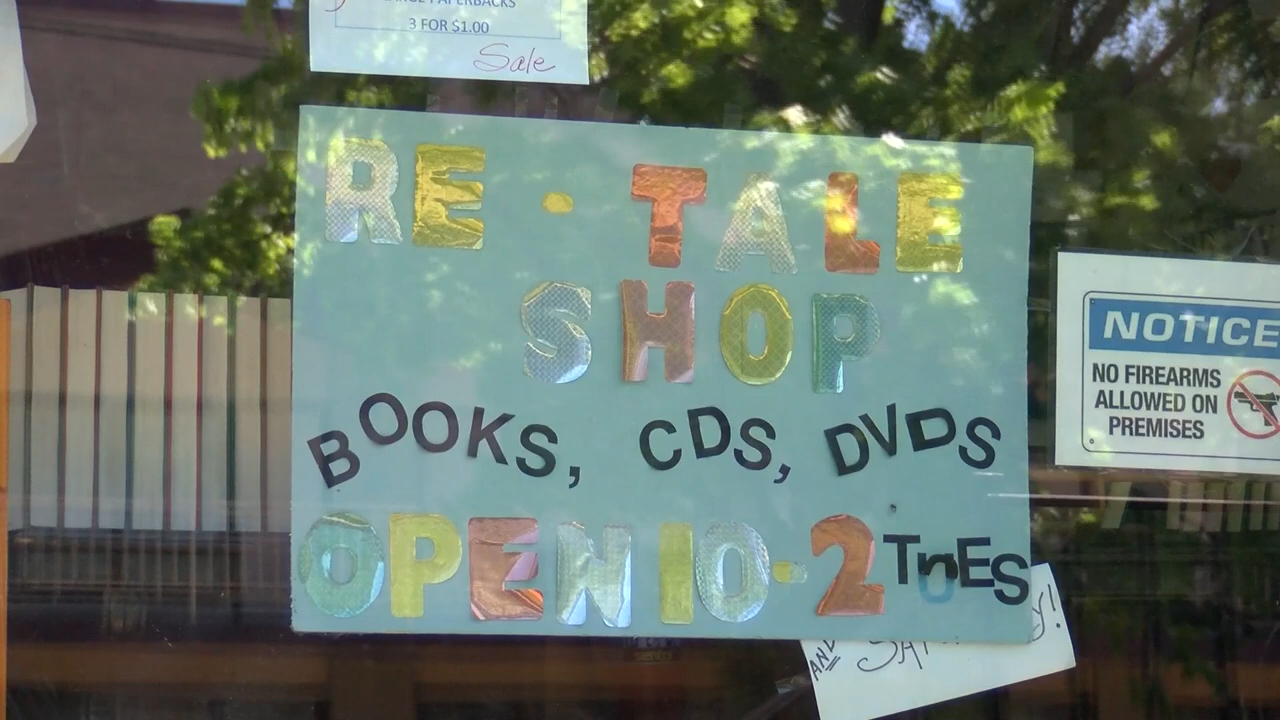 3 FOR $1.00
Sale
RE-TALE
SHOP
BOOKS, CDS, DVDS
OPEN 10-2 TUES
AND
NOTICE
NO FIREARMS
ALLOWED ON
PREMISES